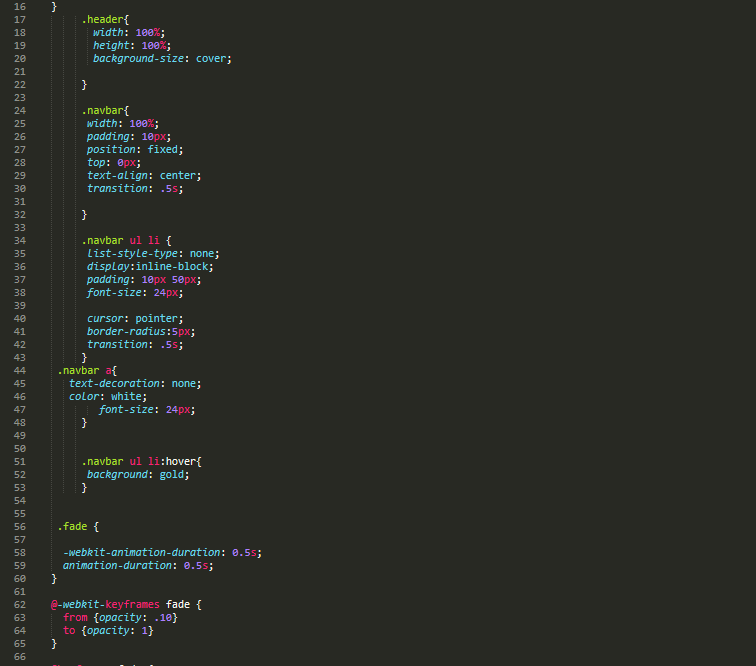 16 }
17 .header{
18 width: 100%;
19 height: 100%;
20 background-size: cover;
21
22 }
23
24 .navbar{
25 width: 100%;
26 padding: 10px;
27 position: fixed;
28 top: 0px;
29 text-align: center;
30 transition: .5s;
31
32 }
33
34 .navbar ul li {
35 list-style-type: none;
36 display:inline-block;
37 padding: 10px 50px;
38 font-size: 24px;
39
40 cursor: pointer;
41 border-radius:5px;
42 transition: .5s;
43 }
44 .navbar a{
45 text-decoration: none;
46 color: white;
47 font-size: 24px;
48 }
49
50
51 .navbar ul li:hover{
52 background: gold;
53 }
54
55
56 .fade {
57
58 -webkit-animation-duration: 0.5s;
59 animation-duration: 0.5s;
60 }
61
62 @-webkit-keyframes fade {
63 from {opacity: .10}
64 to {opacity: 1}
65 }
66